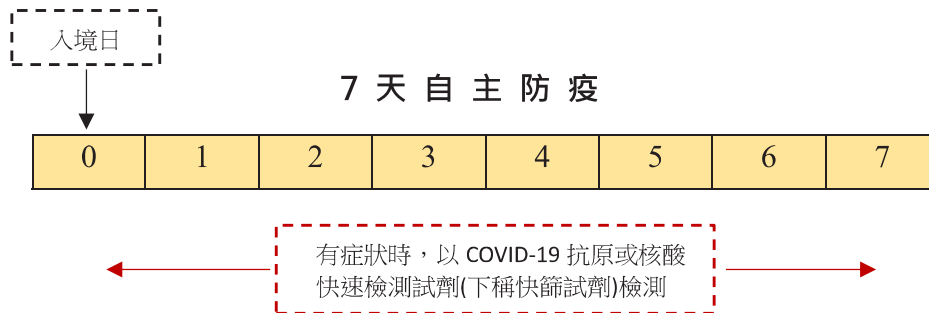 入境日
7 天 自 主 防 疫
0 1 2 3 4 5 6 7
有症狀時，以 COVID-19 抗原或核酸
快速檢測試劑(下稱快篩試劑)檢測